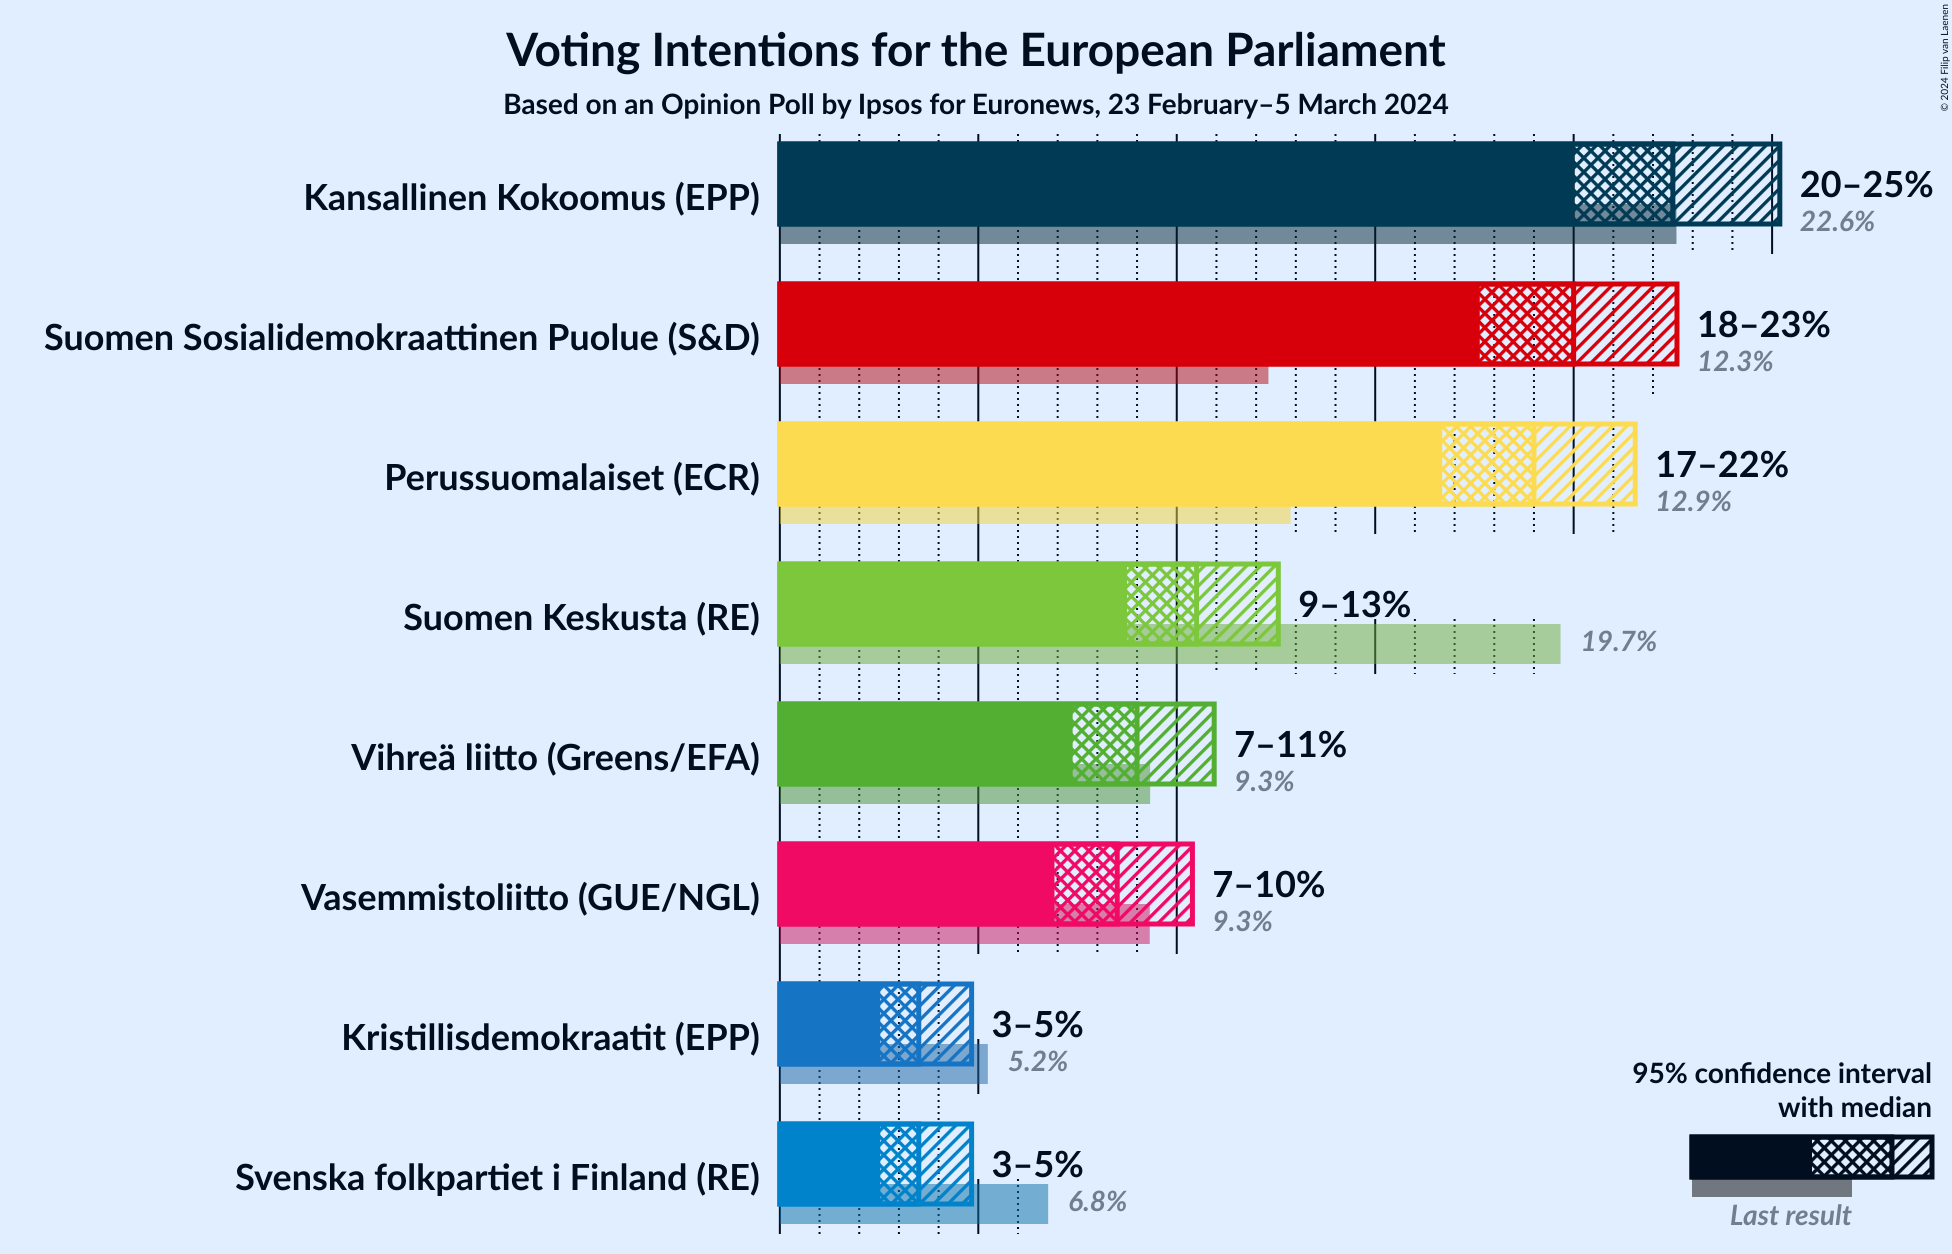 Voting Intentions for the European Parliament
Based on an Opinion Poll by Ipsos for Euronews, 23 February–5 March 2024
© 2024 Filip van Laenen
Kansallinen Kokoomus (EPP)
20–25%
22.6%
Suomen Sosialidemokraattinen Puolue (S&D)
18–23%
12.3%
Perussuomalaiset (ECR)
17–22%
12.9%
Suomen Keskusta (RE)
9–13%
19.7%
Vihreä liitto (Greens/EFA)
7–11%
9.3%
Vasemmistoliitto (GUE/NGL)
7–10%
9.3%
Kristillisdemokraatit (EPP)
3–5%
5.2%
Svenska folkpartiet i Finland (RE)
3–5%
6.8%
95% confidence interval
with median
Last result